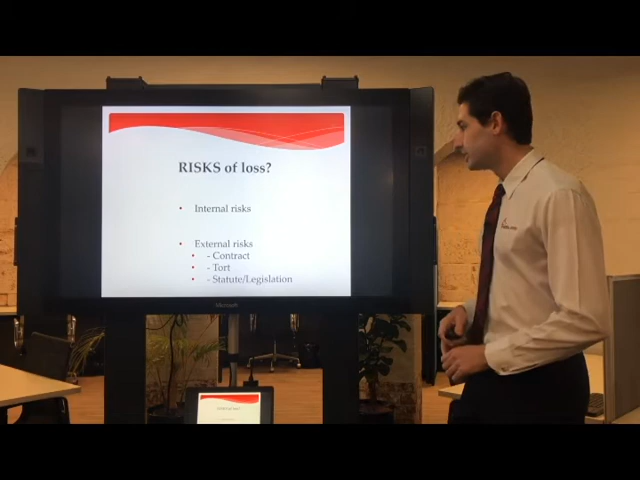 RISKS of loss?
• Internal risks
• External risks
• - Contract
• - Tort
• - Statute/Legislation
Microsoft